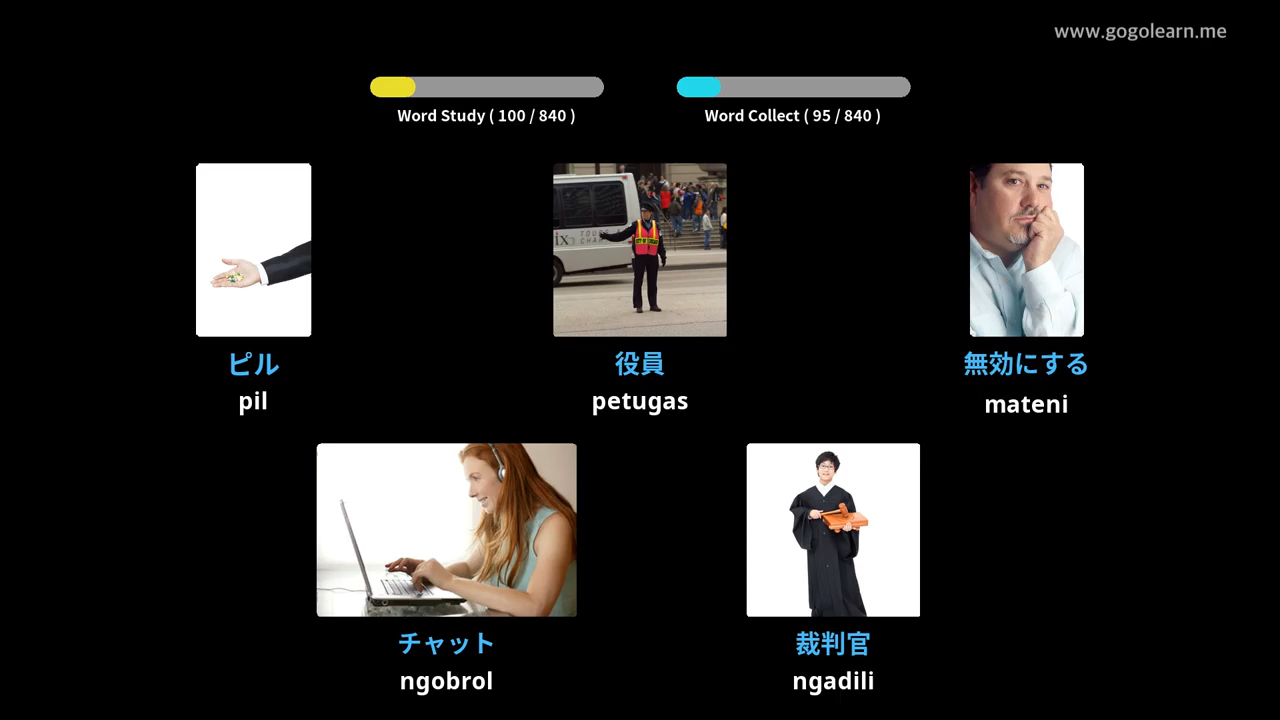 www.gogolearn.me
Word Study ( 100 / 840 )
Word Collect ( 95 / 840 )
ピル
pil
役員
petugas
無効にする
mateni
チャット
ngobrol
裁判官
ngadili